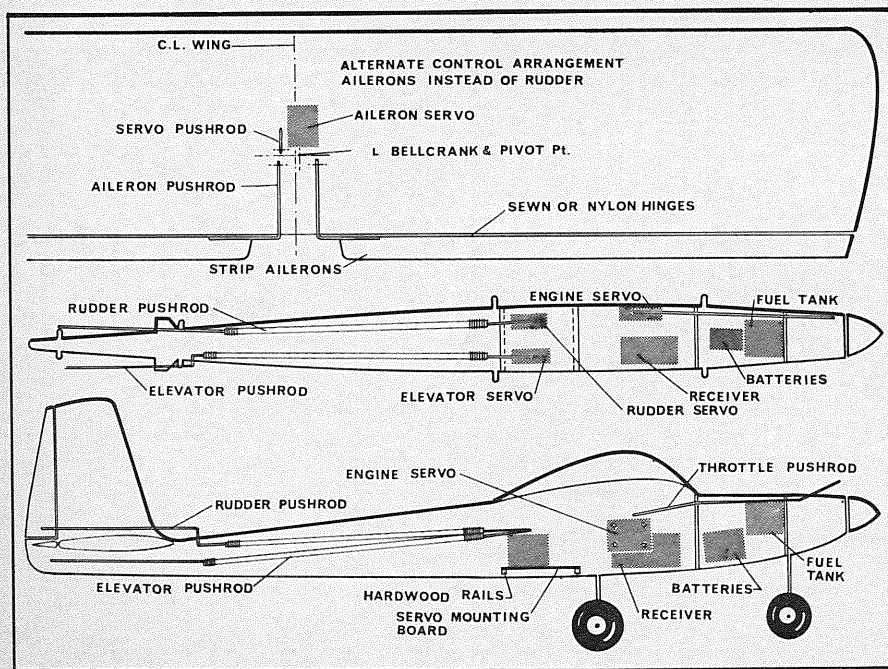 C.L. WING
ALTERNATE CONTROL ARRANGEMENT
AILERONS INSTEAD OF RUDDER
AILERON SERVO
SERVO PUSHROD
L BELLCRANK & PIVOT Pt.
AILERON PUSHROD
SEWN OR NYLON HINGES
STRIP AILERONS
ENGINE SERVO
FUEL TANK
RUDDER PUSHROD
ELEVATOR PUSHROD
ELEVATOR SERVO
RECEIVER
BATTERIES
RUDDER SERVO
ENGINE SERVO
THROTTLE PUSHROD
RUDDER PUSHROD
ELEVATOR PUSHROD
HARDWOOD RAILS
SERVO MOUNTING
BOARD
RECEIVER
BATTERIES
FUEL
TANK